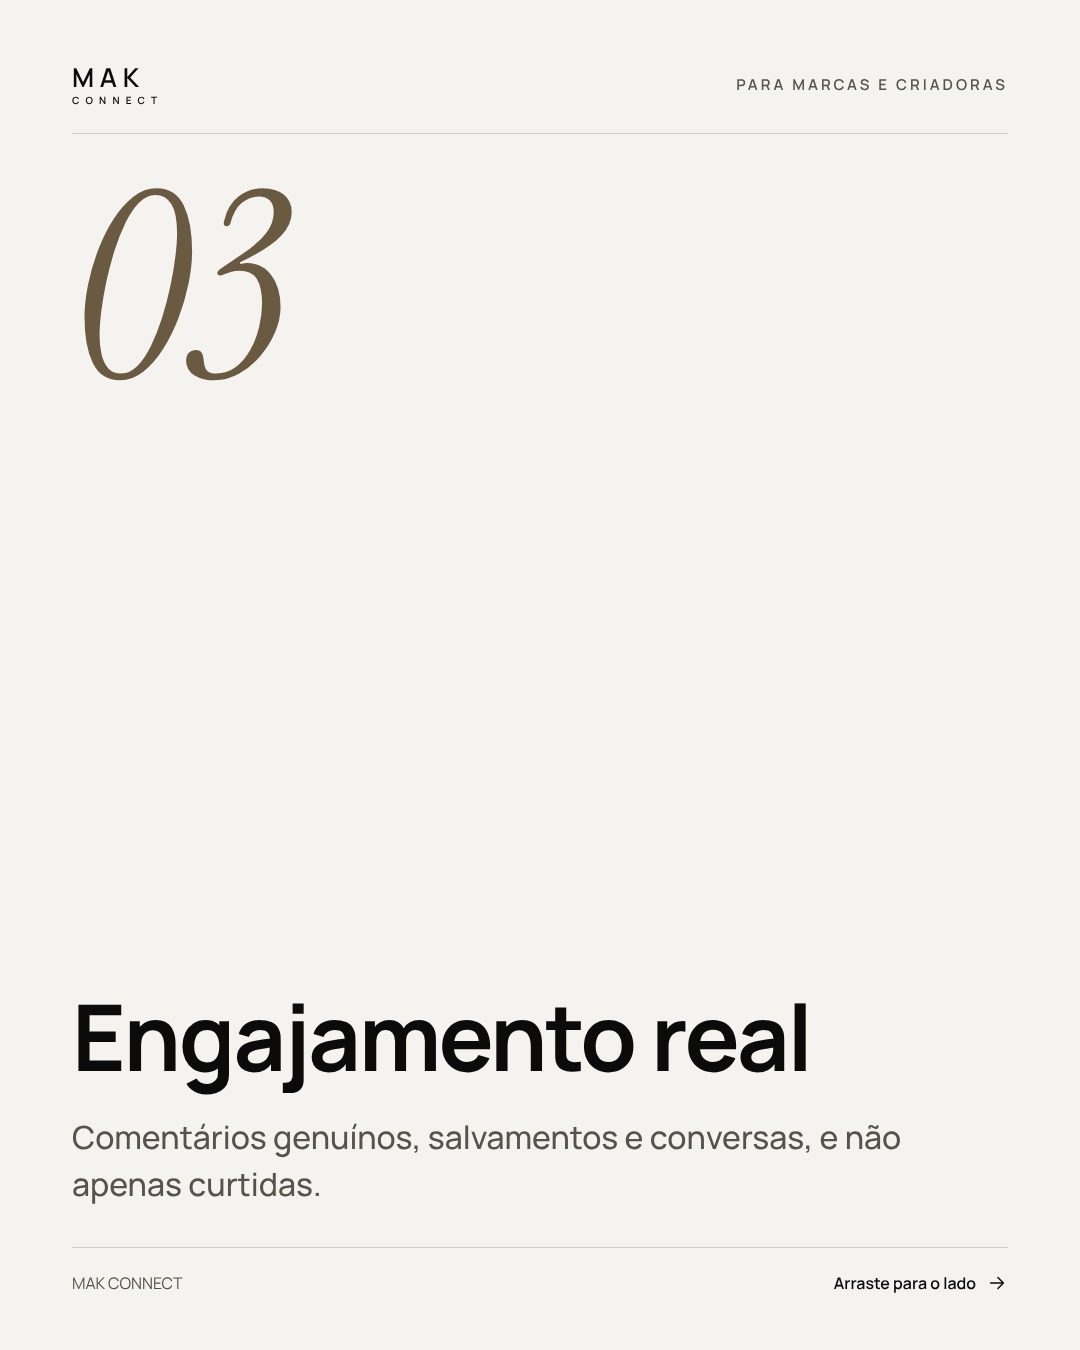 MAK
CONNECT
PARA MARCAS E CRIADORAS
03
Engajamento real
Comentários genuínos, salvamentos e conversas, e não
apenas curtidas.
MAK CONNECT
Arraste para o lado →